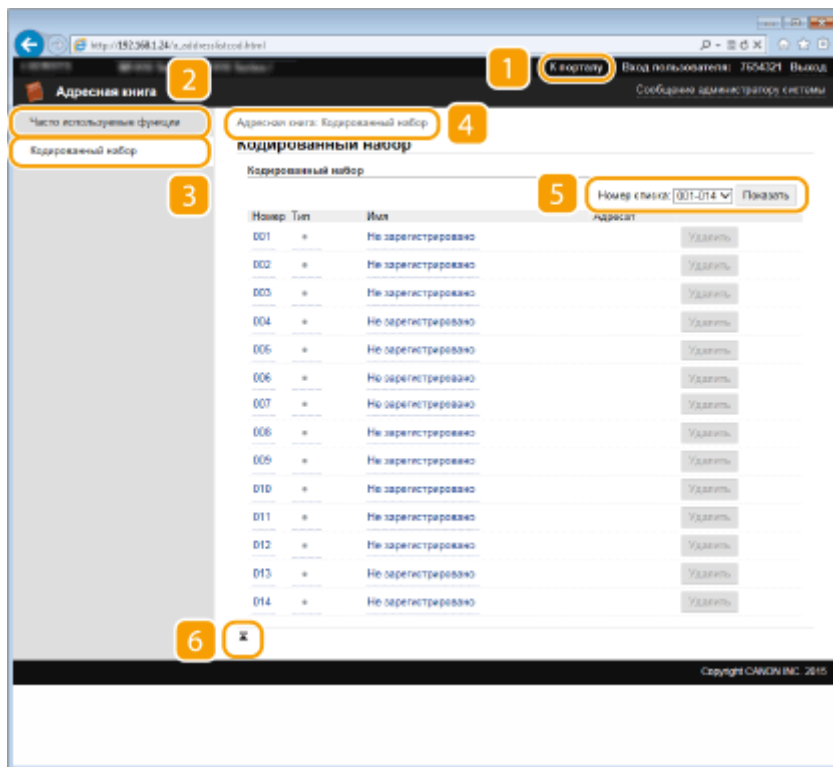 http://192.168.1.24/a_addresslistcod.html
1
К порталу
Вход пользователя: 7654321 Выход
2
Адресная книга
Сообщение администратору системы
Часто используемые функции
Адресная книга: Кодированный набор
4
Кодированный набор
Кодированный набор
Кодированный набор
3
5
Номер списка: 001-014 Показать
Номер Тип Имя Адресат
001 Не зарегистрировано Удалить
002 Не зарегистрировано Удалить
003 Не зарегистрировано Удалить
004 Не зарегистрировано Удалить
005 Не зарегистрировано Удалить
006 Не зарегистрировано Удалить
007 Не зарегистрировано Удалить
008 Не зарегистрировано Удалить
009 Не зарегистрировано Удалить
010 Не зарегистрировано Удалить
011 Не зарегистрировано Удалить
012 Не зарегистрировано Удалить
013 Не зарегистрировано Удалить
014 Не зарегистрировано Удалить
6
Copyright CANON INC. 2015